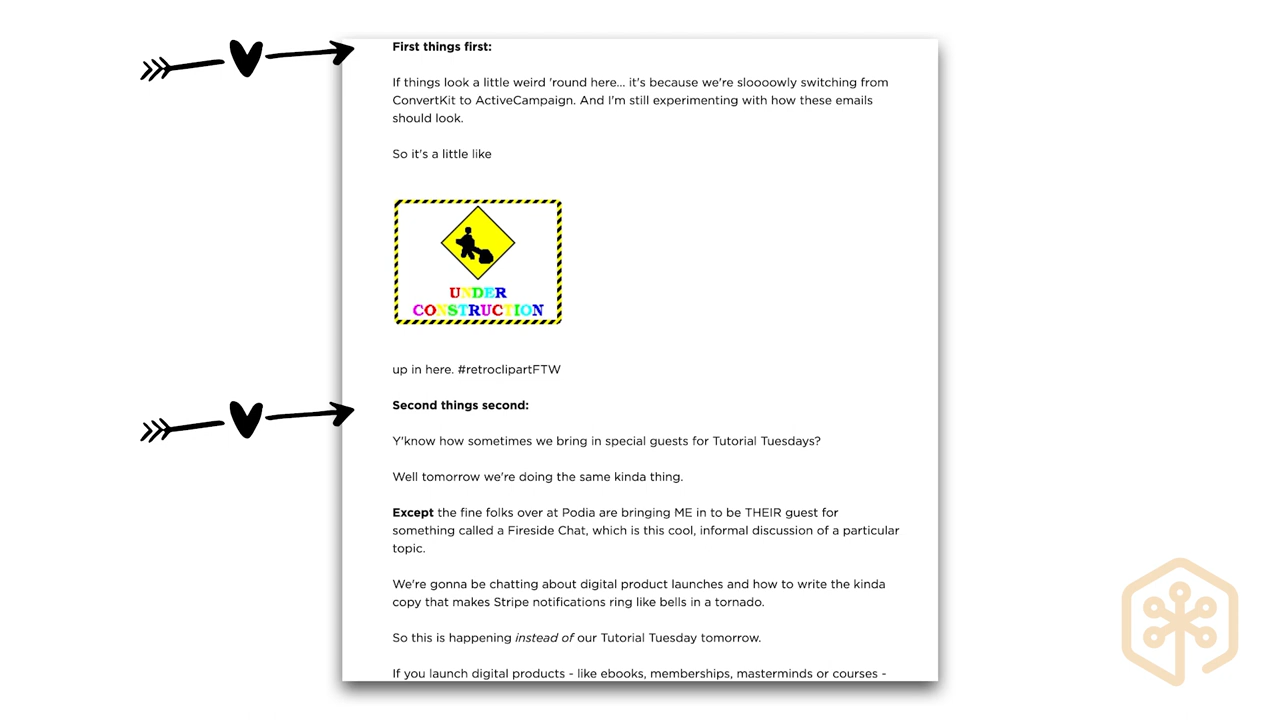 First things first:
If things look a little weird 'round here... it's because we're sloooowly switching from
ConvertKit to ActiveCampaign. And I'm still experimenting with how these emails
should look.
So it's a little like
UNDER
CONSTRUCTION
up in here. #retroclipartFTW
Second things second:
Y'know how sometimes we bring in special guests for Tutorial Tuesdays?
Well tomorrow we're doing the same kinda thing.
Except the fine folks over at Podia are bringing ME in to be THEIR guest for
something called a Fireside Chat, which is this cool, informal discussion of a particular
topic.
We're gonna be chatting about digital product launches and how to write the kinda
copy that makes Stripe notifications ring like bells in a tornado.
So this is happening instead of our Tutorial Tuesday tomorrow.
If you launch digital products - like ebooks, memberships, masterminds or courses -